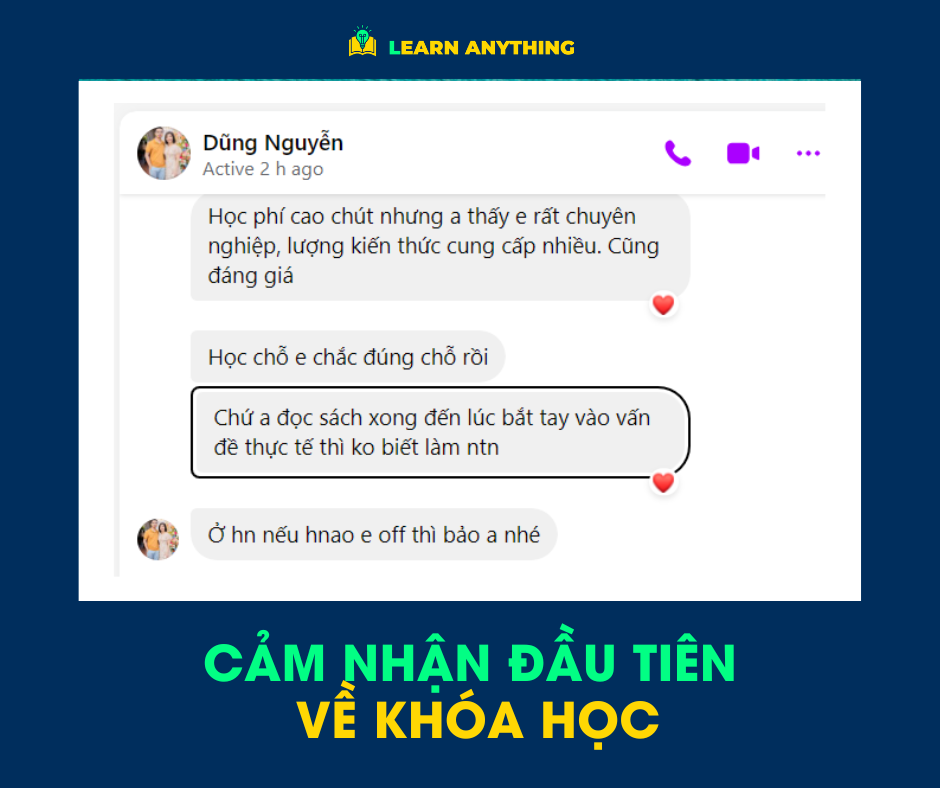 LEARN ANYTHING
Dũng Nguyễn
Active 2 h ago
Học phí cao chút nhưng a thấy e rất chuyên
nghiệp, lượng kiến thức cung cấp nhiều. Cũng
đáng giá
Học chỗ e chắc đúng chỗ rồi
Chứ a đọc sách xong đến lúc bắt tay vào vấn
đề thực tế thì ko biết làm ntn
Ở hn nếu hnao e off thì bảo a nhé
CẢM NHẬN ĐẦU TIÊN
VỀ KHÓA HỌC